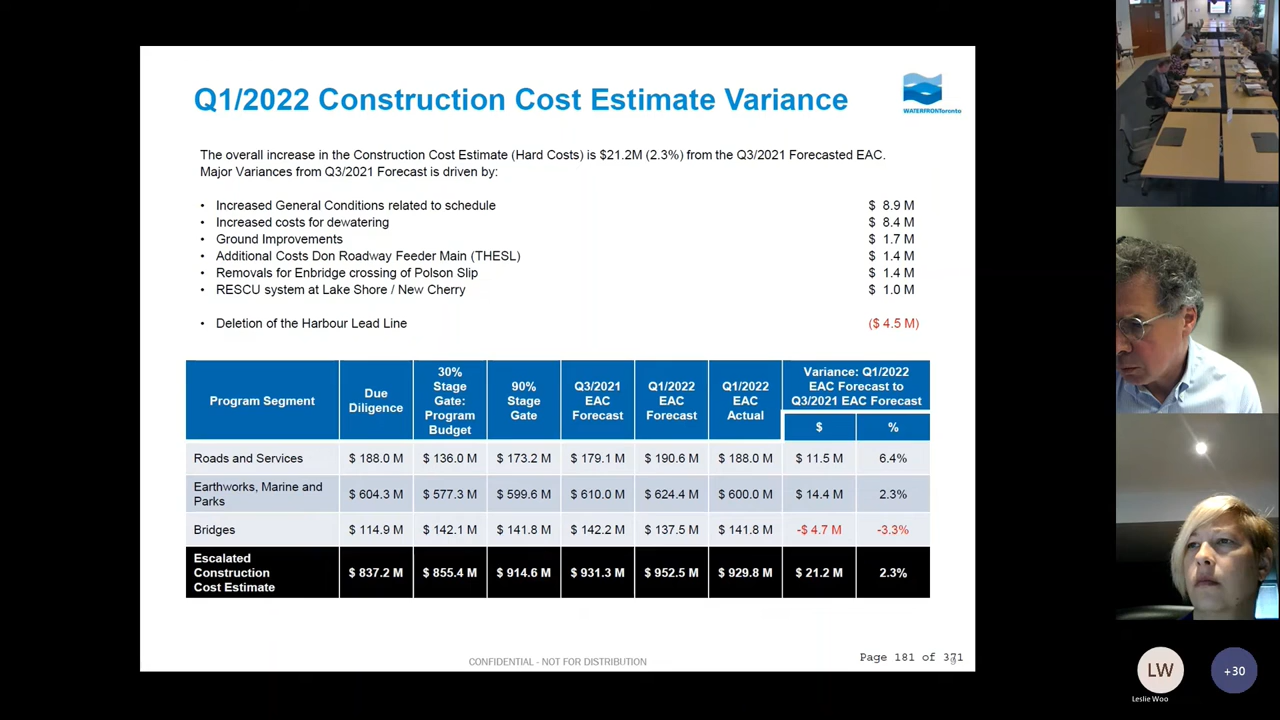 Q1/2022 Construction Cost Estimate Variance
WATERFRONToronto
The overall increase in the Construction Cost Estimate (Hard Costs) is $21.2M (2.3%) from the Q3/2021 Forecasted EAC.
Major Variances from Q3/2021 Forecast is driven by:
• Increased General Conditions related to schedule $ 8.9 M
• Increased costs for dewatering $ 8.4 M
• Ground Improvements $ 1.7 M
• Additional Costs Don Roadway Feeder Main (THESL) $ 1.4 M
• Removals for Enbridge crossing of Polson Slip $ 1.4 M
• RESCU system at Lake Shore / New Cherry $ 1.0 M
• Deletion of the Harbour Lead Line ($ 4.5 M)
Program Segment
Due
Diligence
30%
Stage
Gate:
Program
Budget
90%
Stage
Gate
Q3/2021
EAC
Forecast
Q1/2022
EAC
Forecast
Q1/2022
EAC
Actual
Variance: Q1/2022
EAC Forecast to
Q3/2021 EAC Forecast
$ %
Roads and Services $ 188.0 M $ 136.0 M $ 173.2 M $ 179.1 M $ 190.6 M $ 188.0 M $ 11.5 M 6.4%
Earthworks, Marine and
Parks
$ 604.3 M $ 577.3 M $ 599.6 M $ 610.0 M $ 624.4 M $ 600.0 M $ 14.4 M 2.3%
Bridges $ 114.9 M $ 142.1 M $ 141.8 M $ 142.2 M $ 137.5 M $ 141.8 M -$ 4.7 M -3.3%
Escalated
Construction
Cost Estimate
$ 837.2 M $ 855.4 M $ 914.6 M $ 931.3 M $ 952.5 M $ 929.8 M $ 21.2 M 2.3%
CONFIDENTIAL - NOT FOR DISTRIBUTION
Page 181 of 371
LW
Leslie Woo
+30